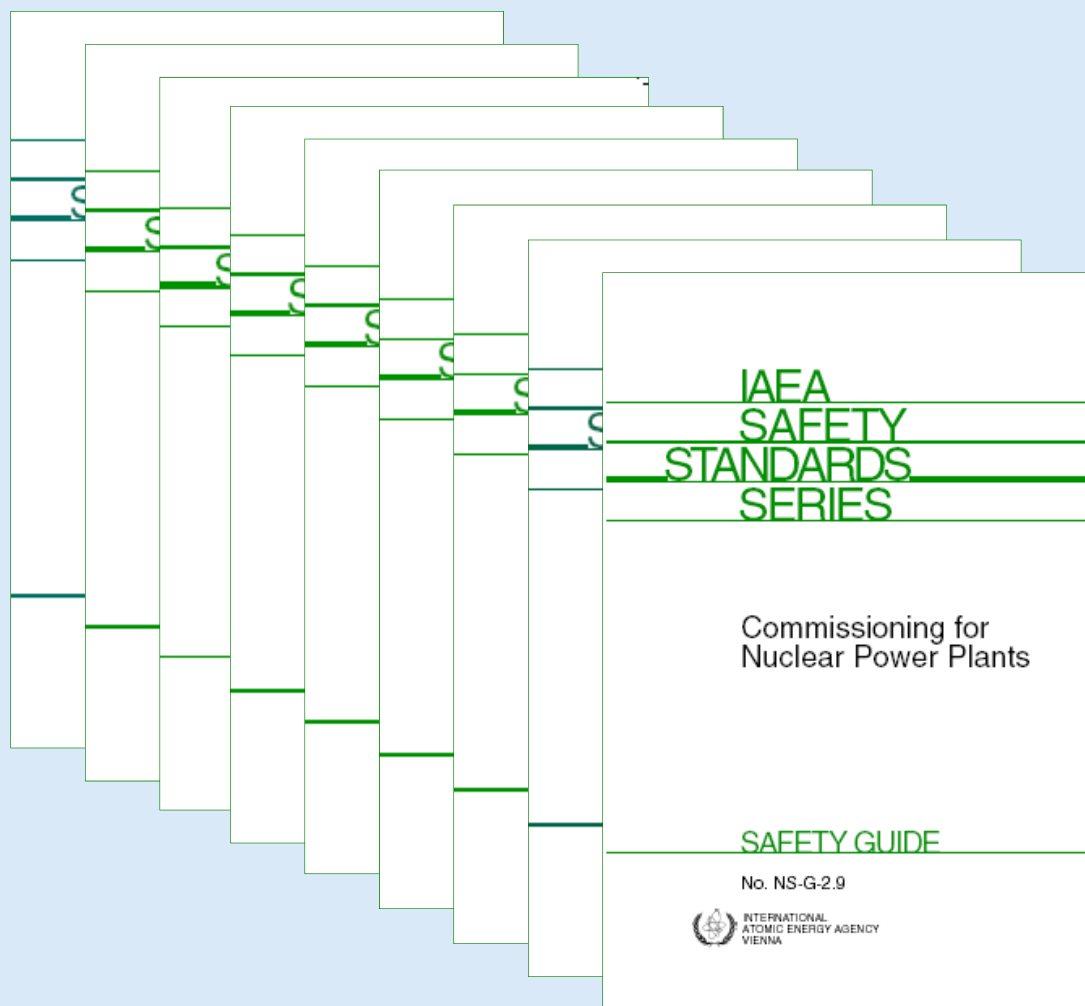 S
S
S
S
S
S
S
S
IAEA
SAFETY
STANDARDS
SERIES
Commissioning for
Nuclear Power Plants
SAFETY GUIDE
No. NS-G-2.9
INTERNATIONAL
ATOMIC ENERGY AGENCY
VIENNA